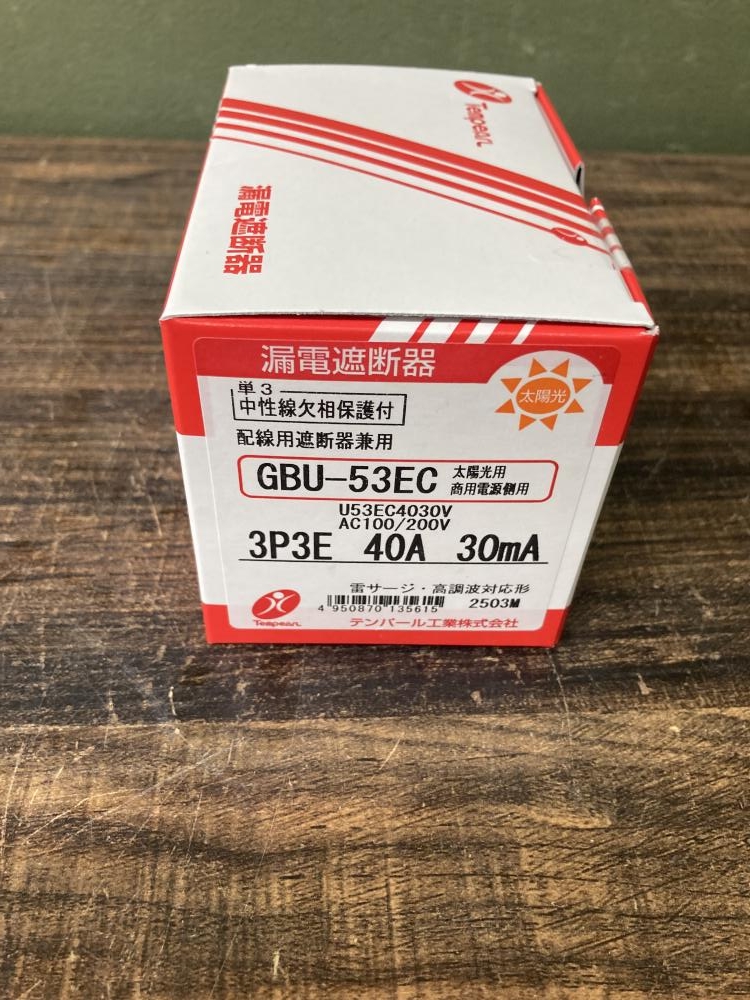 Tempearl
漏電遮断器
漏電遮断器
太陽光
単3
中性線欠相保護付
配線用遮断器兼用
GBU-53EC 太陽光用 商用電源側用
U53EC4030V
AC100/200V
3P3E 40A 30mA
雷サージ・高調波対応形
4 950870 135615 2503M
Tempearl テンパール工業株式会社